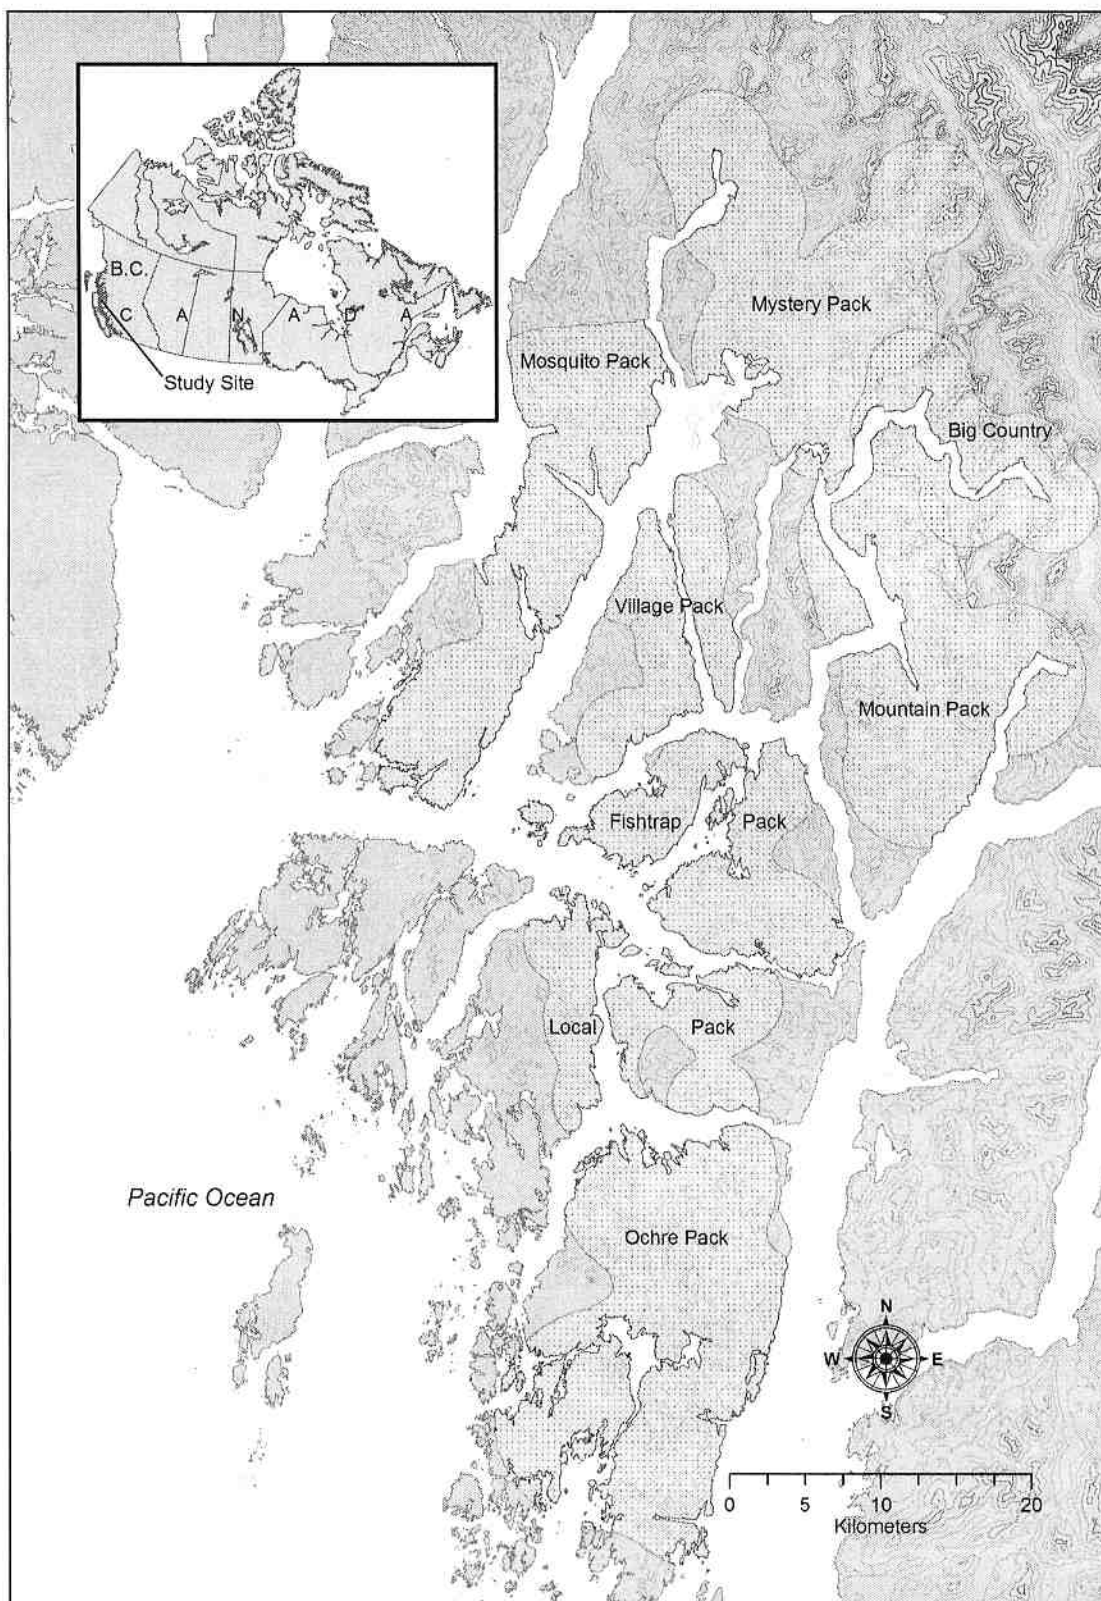 B.C.
C A N A D A
Study Site
Mystery Pack
Mosquito Pack
Big Country
Village Pack
Mountain Pack
Fishtrap Pack
Local Pack
Pacific Ocean
Ochre Pack
N
W E
S
0 5 10 20
Kilometers